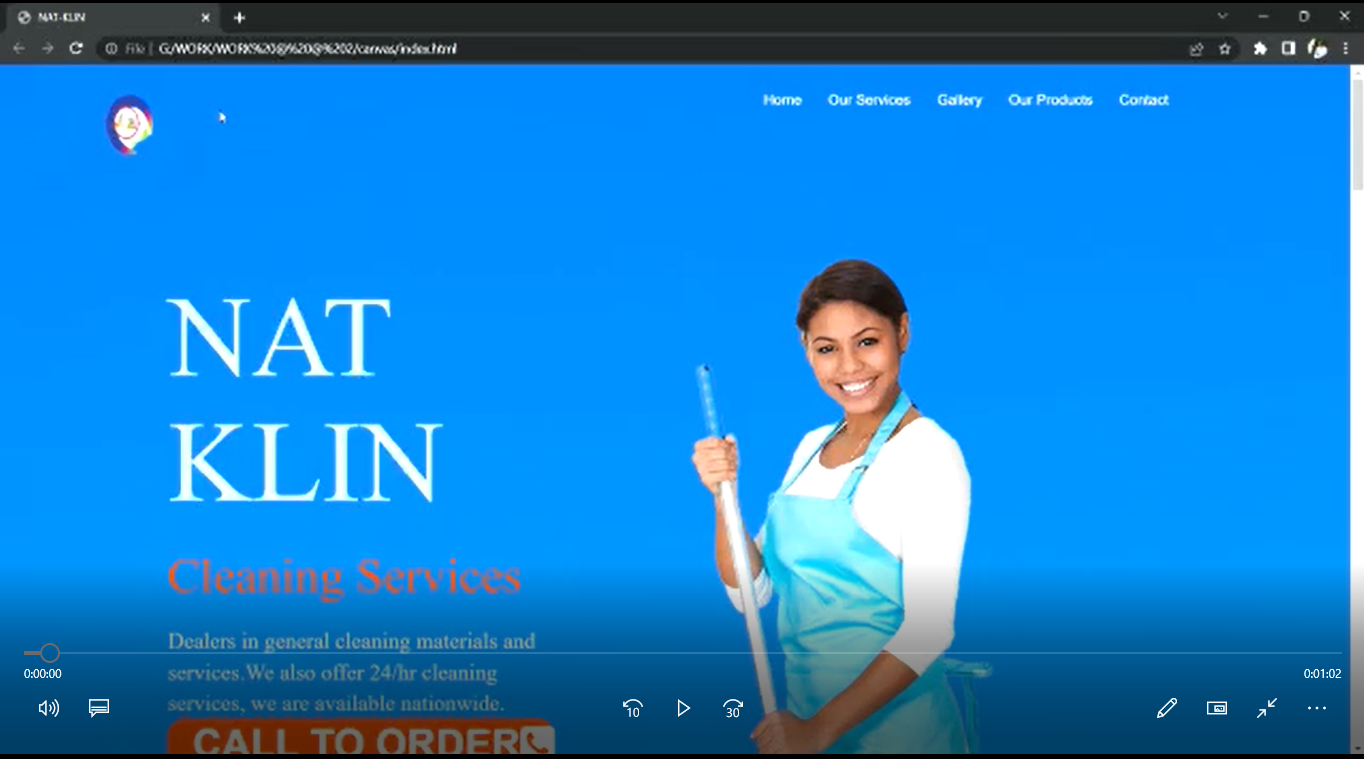 NAT-KLIN
File | G:/WORK/WORK%20@%20@%202/canvas/index.html
Home Our Services Gallery Our Products Contact
NAT
KLIN
Cleaning Services
Dealers in general cleaning materials and
services.We also offer 24/hr cleaning
services, we are available nationwide.
CALL TO ORDER
0:00:00
0:01:02
10
30